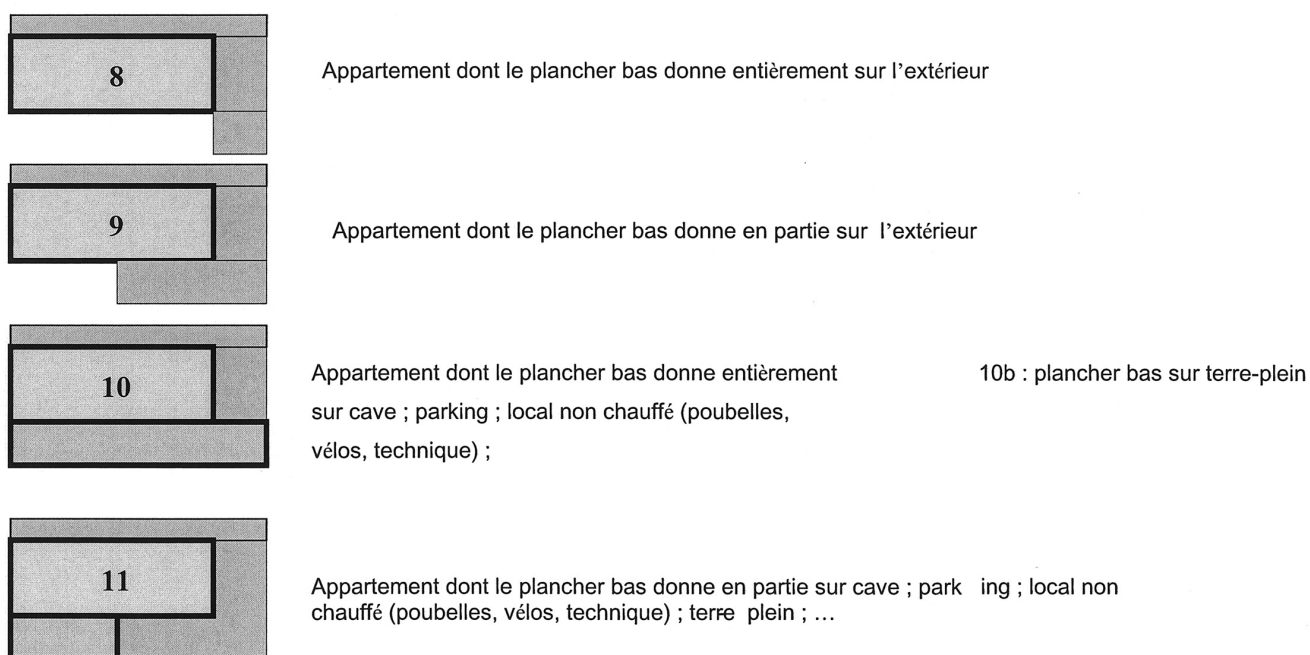 8
Appartement dont le plancher bas donne entièrement sur l'extérieur
9
Appartement dont le plancher bas donne en partie sur l'extérieur
10
Appartement dont le plancher bas donne entièrement
sur cave ; parking ; local non chauffé (poubelles,
vélos, technique) ;
10b : plancher bas sur terre-plein
11
Appartement dont le plancher bas donne en partie sur cave ; park ing ; local non
chauffé (poubelles, vélos, technique) ; terre plein ; …